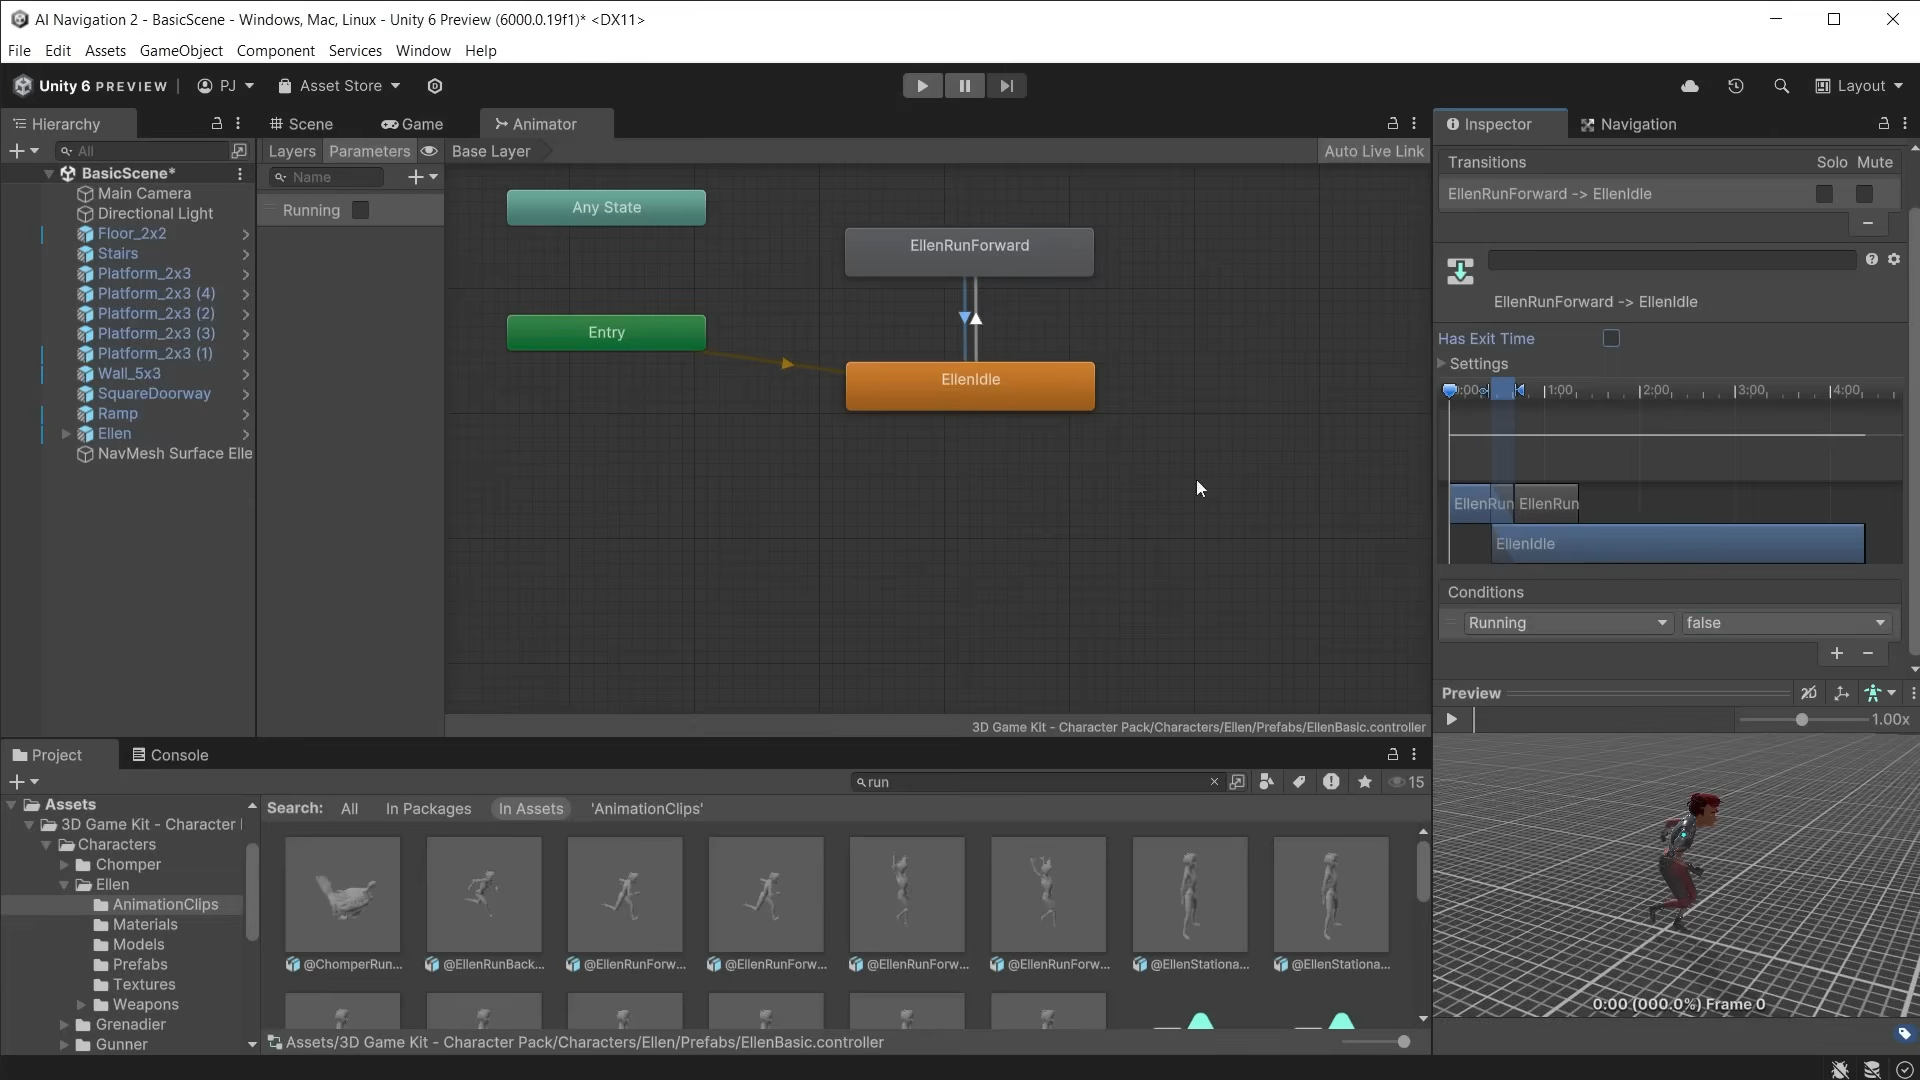 AI Navigation 2 - BasicScene - Windows, Mac, Linux - Unity 6 Preview (6000.0.19f1)* <DX11>
File Edit Assets GameObject Component Services Window Help
Unity 6 PREVIEW PJ Asset Store Layout
Hierarchy
All
BasicScene*
Main Camera
Directional Light
Floor_2x2
Stairs
Platform_2x3
Platform_2x3 (4)
Platform_2x3 (2)
Platform_2x3 (3)
Platform_2x3 (1)
Wall_5x3
SquareDoorway
Ramp
Ellen
NavMesh Surface Elle
Scene Game Animator
Layers Parameters Base Layer Auto Live Link
Name
Running
Any State
EllenRunForward
Entry
EllenIdle
3D Game Kit - Character Pack/Characters/Ellen/Prefabs/EllenBasic.controller
Inspector Navigation
Transitions Solo Mute
EllenRunForward -> EllenIdle
EllenRunForward -> EllenIdle
Has Exit Time
Settings
0:00 1:00 2:00 3:00 4:00
EllenRun EllenRun
EllenIdle
Conditions
Running false
Preview
1.00x
0:00 (000.0%) Frame 0
Project Console
run
15
Assets
3D Game Kit - Character
Characters
Chomper
Ellen
AnimationClips
Materials
Models
Prefabs
Textures
Weapons
Grenadier
Gunner
Search: All In Packages In Assets 'AnimationClips'
@ChomperRun... @EllenRunBack... @EllenRunForw... @EllenRunForw... @EllenRunForw... @EllenRunForw... @EllenStationa... @EllenStationa...
Assets/3D Game Kit - Character Pack/Characters/Ellen/Prefabs/EllenBasic.controller